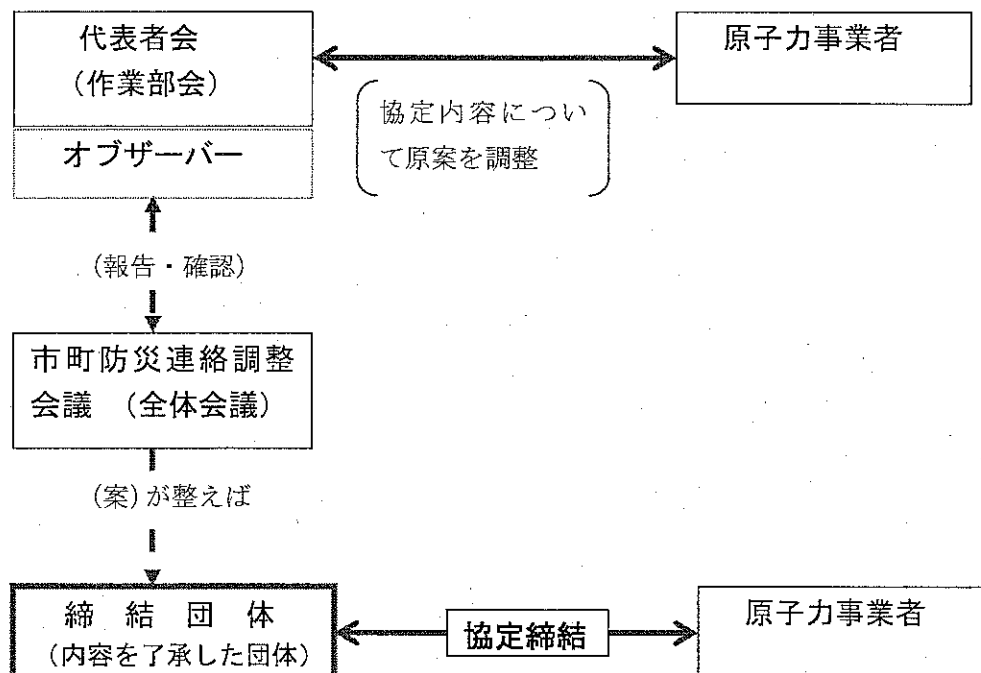 代表者会
(作業部会)
オブザーバー
原子力事業者
協定内容につい
て原案を調整
(報告・確認)
市町防災連絡調整
会議 (全体会議)
(案)が整えば
締結団体
(内容を了承した団体)
協定締結
原子力事業者